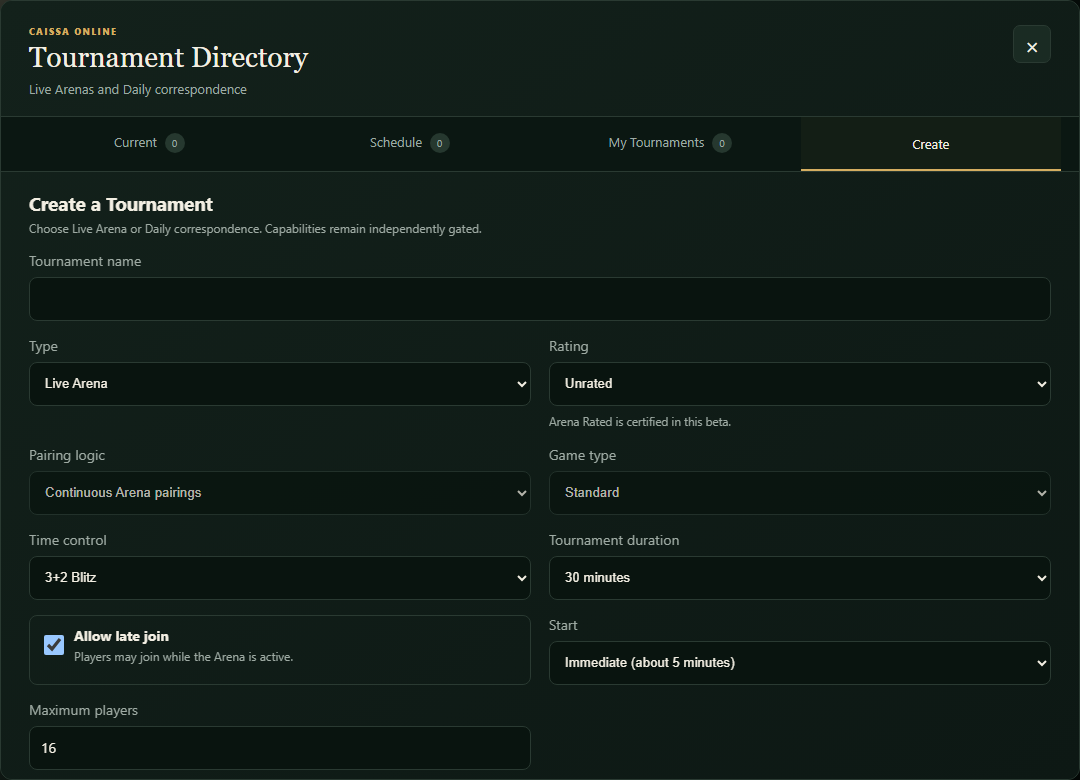 CAISSA ONLINE
Tournament Directory
Live Arenas and Daily correspondence
Current 0 Schedule 0 My Tournaments 0 Create
Create a Tournament
Choose Live Arena or Daily correspondence. Capabilities remain independently gated.
Tournament name
Type Rating
Live Arena Unrated
Arena Rated is certified in this beta.
Pairing logic Game type
Continuous Arena pairings Standard
Time control Tournament duration
3+2 Blitz 30 minutes
Allow late join Start
Players may join while the Arena is active. Immediate (about 5 minutes)
Maximum players
16